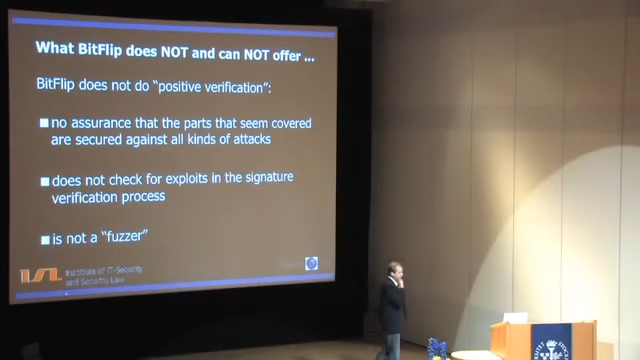 What BitFlip does NOT and can NOT offer ...
BitFlip does not do “positive verification”:
no assurance that the parts that seem covered
are secured against all kinds of attacks
does not check for exploits in the signature
verification process
is not a “fuzzer”
Institute of IT-Security
and Security Law